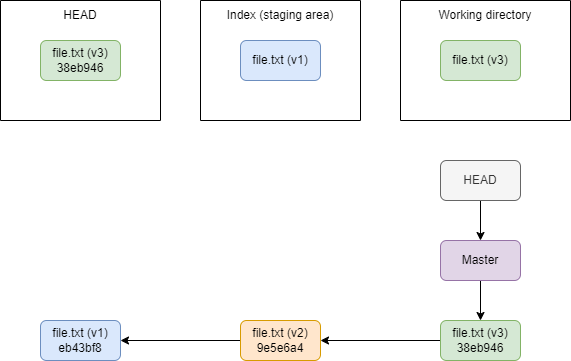 HEAD
file.txt (v3)
38eb946
Index (staging area)
file.txt (v1)
Working directory
file.txt (v3)
HEAD
Master
file.txt (v1)
eb43bf8
file.txt (v2)
9e5e6a4
file.txt (v3)
38eb946